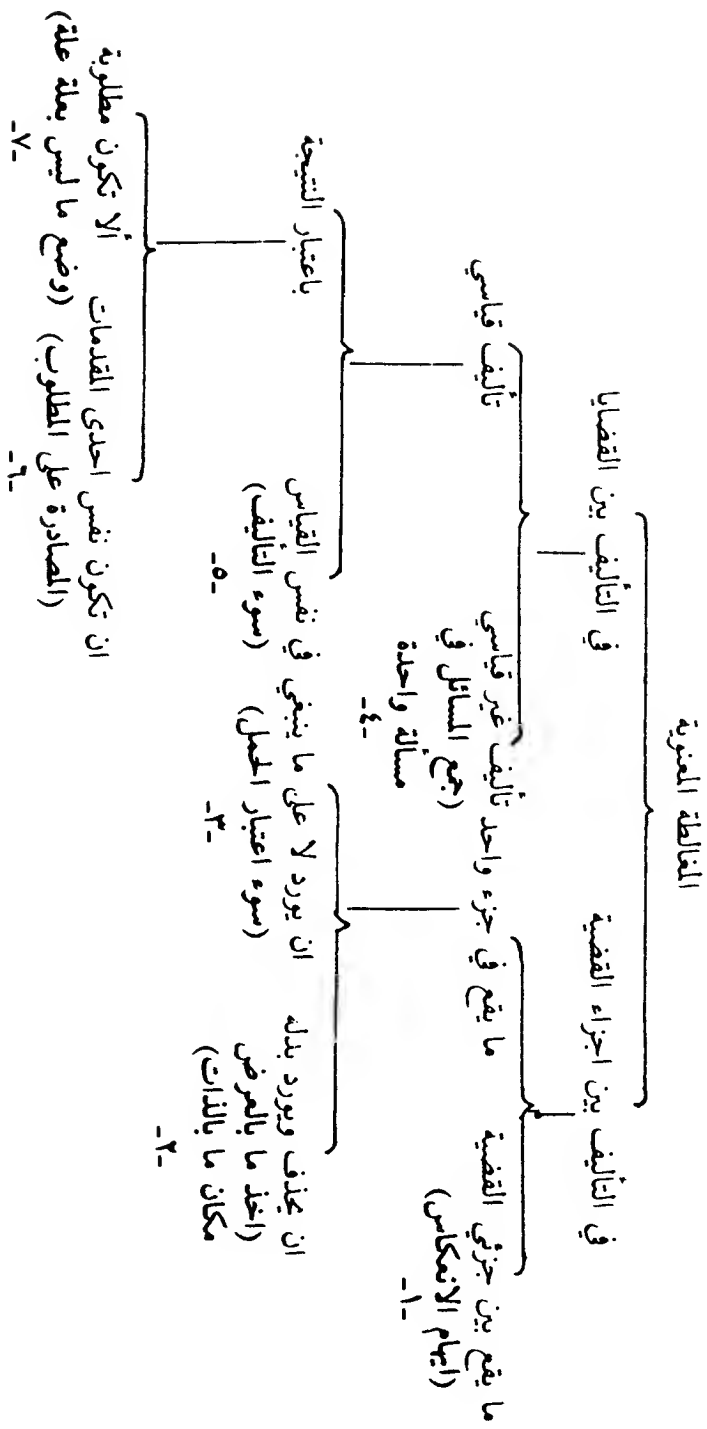 المغالطة المعنوية
في التأليف بين اجزاء القضية
في التأليف بين القضايا
ما يقع بين جزئي القضية
(ايهام الانعكاس)
-١-
ما يقع في جزء واحد
تأليف غير قياسي
(جمع المسائل في
مسألة واحدة
-٤-
تأليف قياسي
ان يحذف ويورد بدله
(اخذ ما بالعرض
مكان ما بالذات)
-٢-
ان يورد لا على ما ينبغي
(سوء اعتبار الحمل)
-٣-
في نفس القياس
(سوء التأليف)
-٥-
باعتبار النتيجة
ان تكون نفس احدى المقدمات
(المصادرة على المطلوب)
-٦-
ألا تكون مطلوبة
(وضع ما ليس بعلة علة)
-٧-